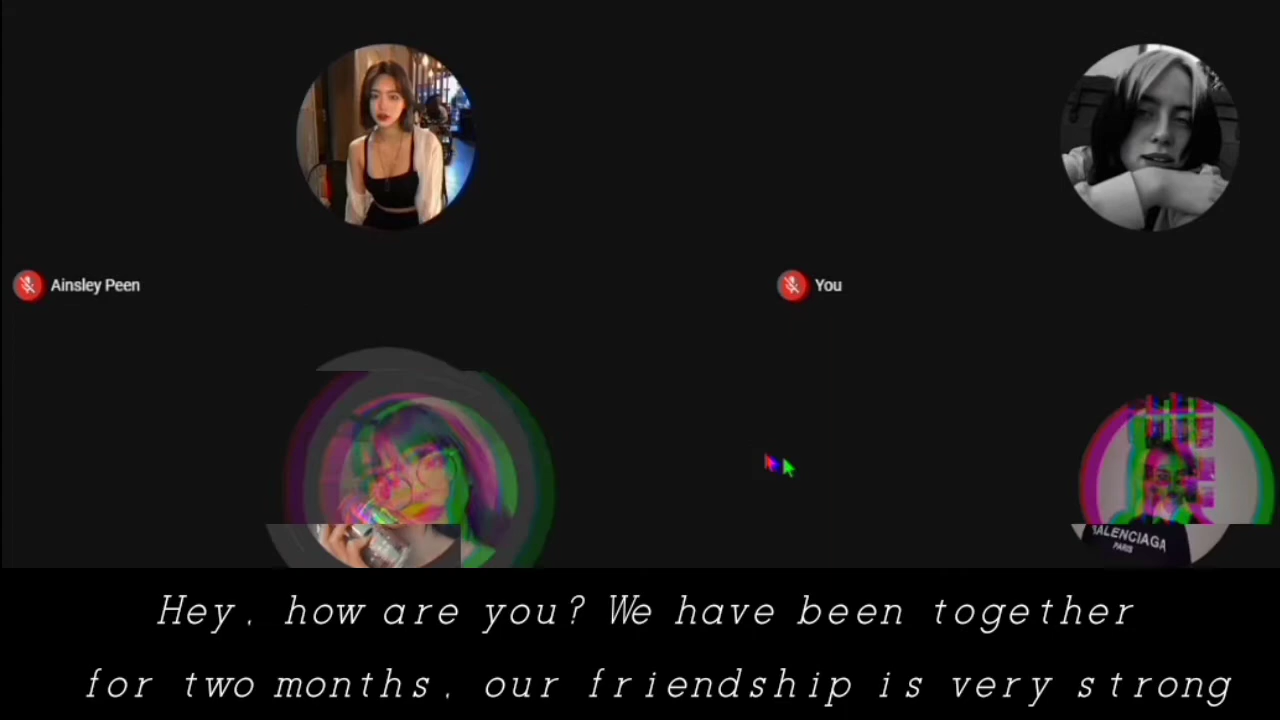 Ainsley Peen
You
BALENCIAGA
PARIS
Hey, how are you? We have been together
for two months, our friendship is very strong